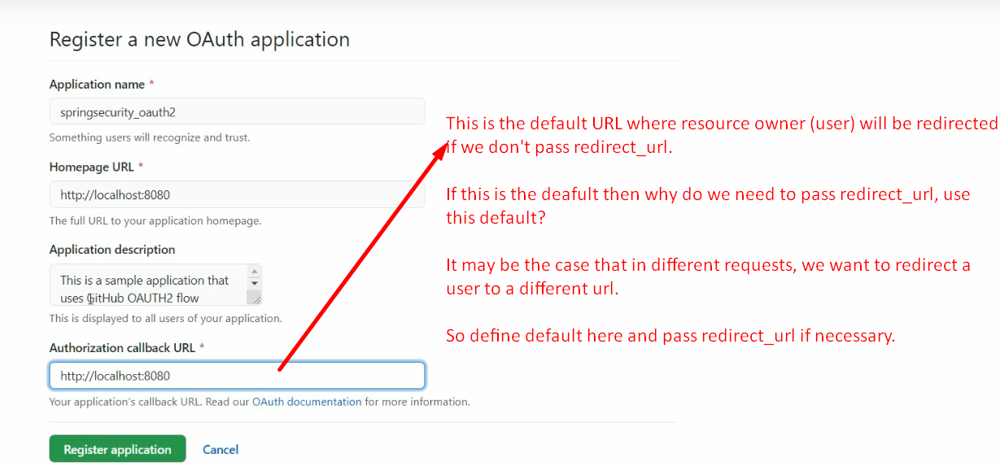 Register a new OAuth application
Application name *
springsecurity_oauth2
Something users will recognize and trust.
Homepage URL *
http://localhost:8080
The full URL to your application homepage.
Application description
This is a sample application that
uses GitHub OAUTH2 flow
This is displayed to all users of your application.
Authorization callback URL *
http://localhost:8080
Your application's callback URL. Read our OAuth documentation for more information.
Register application
Cancel
This is the default URL where resource owner (user) will be redirected
if we don't pass redirect_url.
If this is the deafult then why do we need to pass redirect_url, use
this default?
It may be the case that in different requests, we want to redirect a
user to a different url.
So define default here and pass redirect_url if necessary.